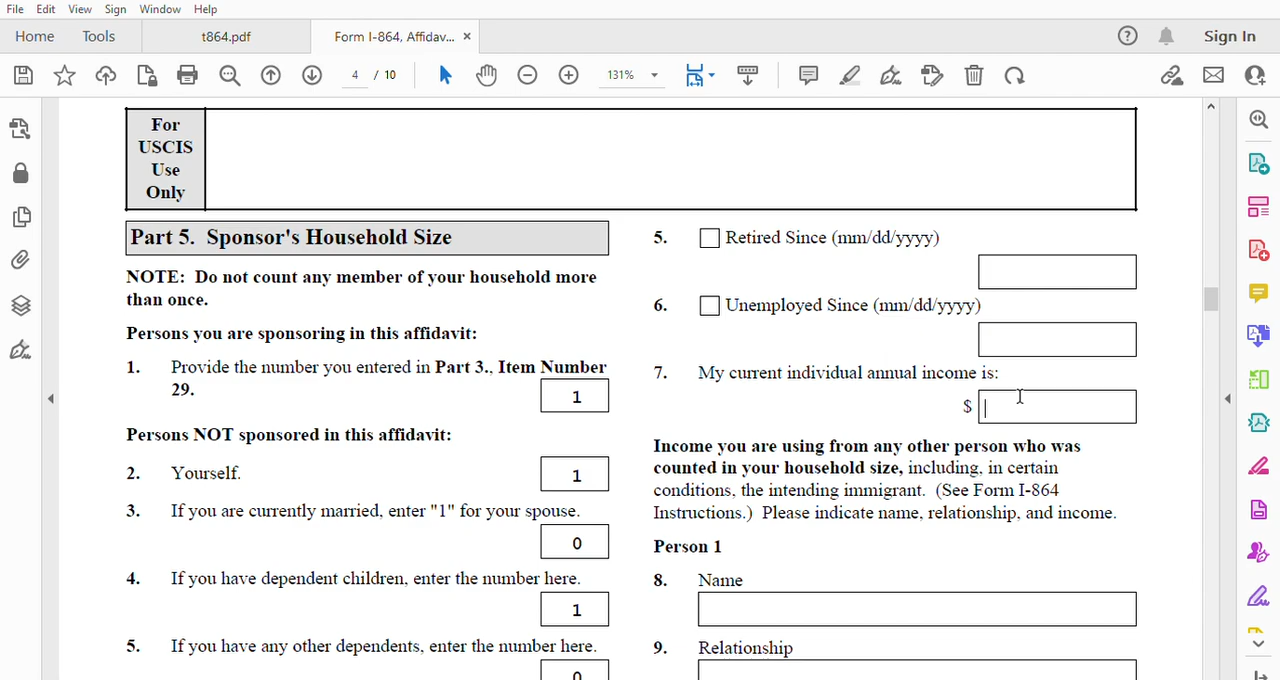 File Edit View Sign Window Help
Home Tools t864.pdf Form I-864, Affidav... × Sign In
4 / 10 131%
For
USCIS
Use
Only
Part 5. Sponsor's Household Size
NOTE: Do not count any member of your household more
than once.
Persons you are sponsoring in this affidavit:
1. Provide the number you entered in Part 3., Item Number
29.
1
Persons NOT sponsored in this affidavit:
2. Yourself.
1
3. If you are currently married, enter "1" for your spouse.
0
4. If you have dependent children, enter the number here.
1
5. If you have any other dependents, enter the number here.
0
5. Retired Since (mm/dd/yyyy)
6. Unemployed Since (mm/dd/yyyy)
7. My current individual annual income is:
$
Income you are using from any other person who was
counted in your household size, including, in certain
conditions, the intending immigrant. (See Form I-864
Instructions.) Please indicate name, relationship, and income.
Person 1
8. Name
9. Relationship